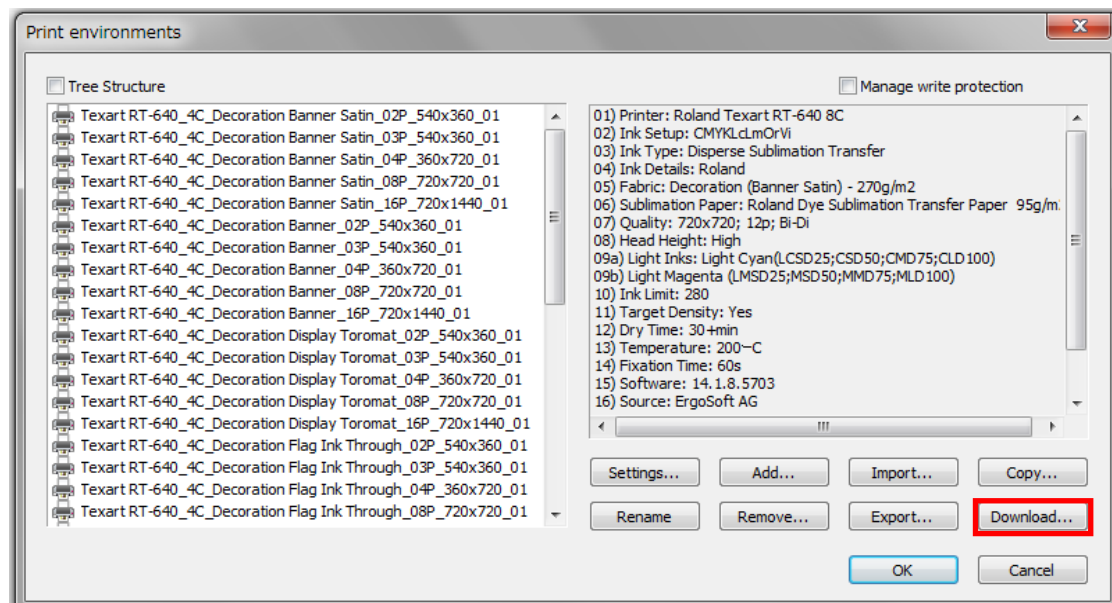 Print environments
Tree Structure
Manage write protection
Texart RT-640_4C_Decoration Banner Satin_02P_540x360_01
Texart RT-640_4C_Decoration Banner Satin_03P_540x360_01
Texart RT-640_4C_Decoration Banner Satin_04P_360x720_01
Texart RT-640_4C_Decoration Banner Satin_08P_720x720_01
Texart RT-640_4C_Decoration Banner Satin_16P_720x1440_01
Texart RT-640_4C_Decoration Banner_02P_540x360_01
Texart RT-640_4C_Decoration Banner_03P_540x360_01
Texart RT-640_4C_Decoration Banner_04P_360x720_01
Texart RT-640_4C_Decoration Banner_08P_720x720_01
Texart RT-640_4C_Decoration Banner_16P_720x1440_01
Texart RT-640_4C_Decoration Display Toromat_02P_540x360_01
Texart RT-640_4C_Decoration Display Toromat_03P_540x360_01
Texart RT-640_4C_Decoration Display Toromat_04P_360x720_01
Texart RT-640_4C_Decoration Display Toromat_08P_720x720_01
Texart RT-640_4C_Decoration Display Toromat_16P_720x1440_01
Texart RT-640_4C_Decoration Flag Ink Through_02P_540x360_01
Texart RT-640_4C_Decoration Flag Ink Through_03P_540x360_01
Texart RT-640_4C_Decoration Flag Ink Through_04P_360x720_01
Texart RT-640_4C_Decoration Flag Ink Through_08P_720x720_01
01) Printer: Roland Texart RT-640 8C
02) Ink Setup: CMYKLcLmOrVi
03) Ink Type: Disperse Sublimation Transfer
04) Ink Details: Roland
05) Fabric: Decoration (Banner Satin) - 270g/m2
06) Sublimation Paper: Roland Dye Sublimation Transfer Paper 95g/m
07) Quality: 720x720; 12p; Bi-Di
08) Head Height: High
09a) Light Inks: Light Cyan(LCSD25;CSD50;CMD75;CLD100)
09b) Light Magenta (LMSD25;MSD50;MMD75;MLD100)
10) Ink Limit: 280
11) Target Density: Yes
12) Dry Time: 30+min
13) Temperature: 200~C
14) Fixation Time: 60s
15) Software: 14.1.8.5703
16) Source: ErgoSoft AG
Settings... Add... Import... Copy...
Rename Remove... Export... Download...
OK Cancel